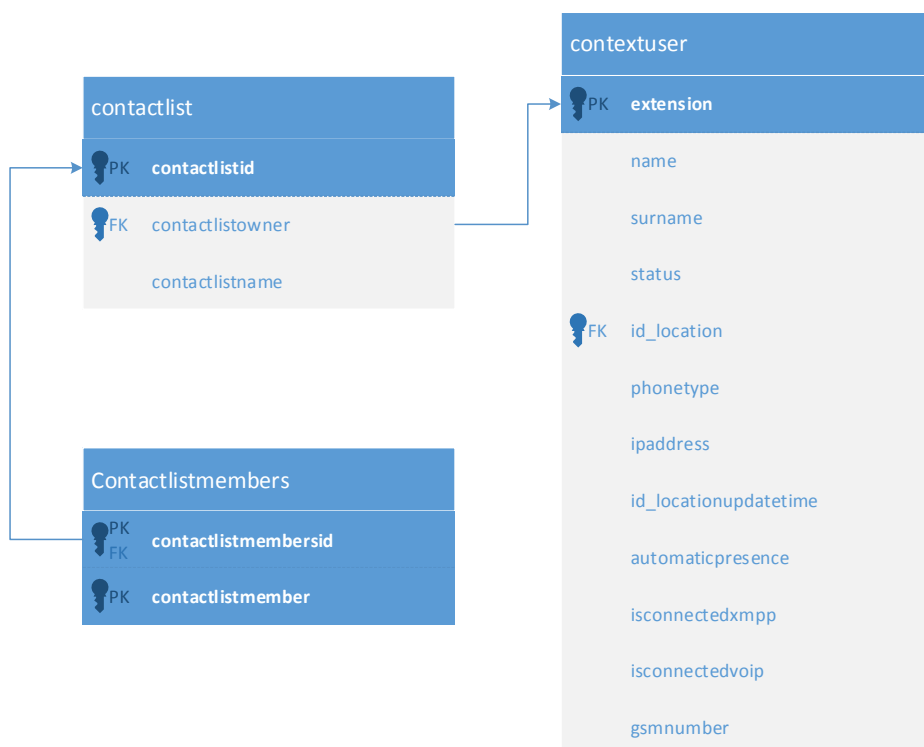 contactlist
PK contactlistid
FK contactlistowner
contactlistname
Contactlistmembers
PK
FK contactlistmembersid
PK contactlistmember
contextuser
PK extension
name
surname
status
FK id_location
phonetype
ipaddress
id_locationupdatetime
automaticpresence
isconnectedxmpp
isconnectedvoip
gsmnumber